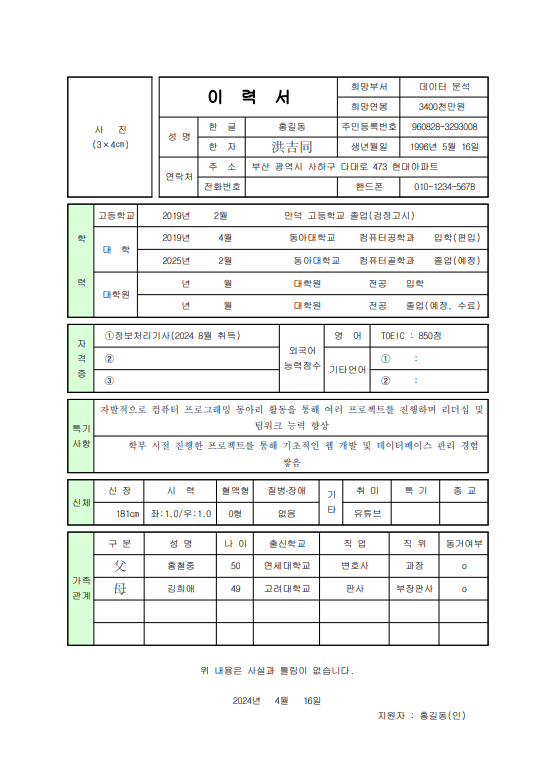 사 진
(3×4㎝)
이 력 서
희망부서 데이터 분석
희망연봉 3400천만원
성 명 한 글 홍길동 주민등록번호 960828-3293008
한 자 洪吉同 생년월일 1996년 5월 16일
연락처 주 소 부산 광역시 사하구 다대로 473 현대아파트
전화번호 핸드폰 010-1234-5678
학 력
고등학교 2019년 2월 만덕 고등학교 졸업(검정고시)
대 학 2019년 4월 동아대학교 컴퓨터공학과 입학(편입)
2025년 2월 동아대학교 컴퓨터골학과 졸업(예정)
대학원 년 월 대학원 전공 입학
년 월 대학원 전공 졸업(예정, 수료)
자격증
①정보처리기사(2024 8월 취득) 외국어 능력점수 영 어 TOEIC : 850점
② 기타언어 ① :
③ ② :
특기사항
자발적으로 컴퓨터 프로그래밍 동아리 활동을 통해 여러 프로젝트를 진행하며 리더십 및
팀워크 능력 향상
학부 시절 진행한 프로젝트를 통해 기초적인 웹 개발 및 데이터베이스 관리 경험
쌓음
신체 신 장 시 력 혈액형 질병·장애 기타 취 미 특 기 종 교
181㎝ 좌:1.0/우:1.0 O형 없음 유튜브
가족관계
구 분 성 명 나 이 출신학교 직 업 직 위 동거여부
父 홍혈중 50 연세대학교 변호사 과장 o
母 김희애 49 고려대학교 판사 부장판사 o
위 내용은 사실과 틀림이 없습니다.
2024년 4월 16일
지원자 : 홍길동(인)